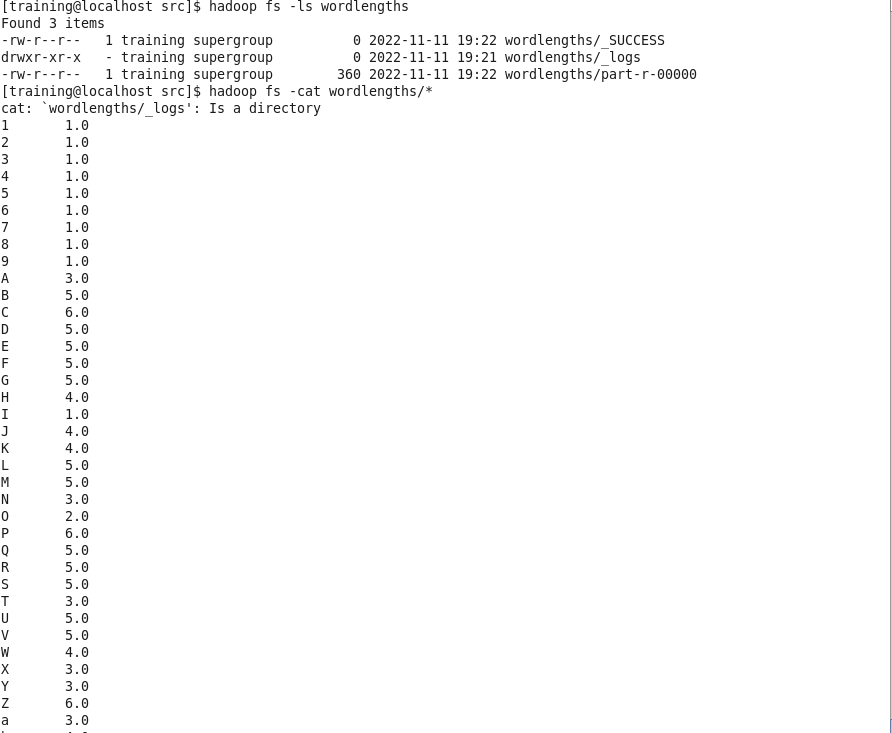 [training@localhost src]$ hadoop fs -ls wordlengths
Found 3 items
-rw-r--r--   1 training supergroup          0 2022-11-11 19:22 wordlengths/_SUCCESS
drwxr-xr-x   - training supergroup          0 2022-11-11 19:21 wordlengths/_logs
-rw-r--r--   1 training supergroup        360 2022-11-11 19:22 wordlengths/part-r-00000
[training@localhost src]$ hadoop fs -cat wordlengths/*
cat: `wordlengths/_logs': Is a directory
1       1.0
2       1.0
3       1.0
4       1.0
5       1.0
6       1.0
7       1.0
8       1.0
9       1.0
A       3.0
B       5.0
C       6.0
D       5.0
E       5.0
F       5.0
G       5.0
H       4.0
I       1.0
J       4.0
K       4.0
L       5.0
M       5.0
N       3.0
O       2.0
P       6.0
Q       5.0
R       5.0
S       5.0
T       3.0
U       5.0
V       5.0
W       4.0
X       3.0
Y       3.0
Z       6.0
a       3.0